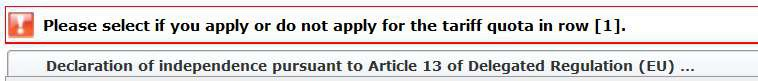 Please select if you apply or do not apply for the tariff quota in row [1].
Declaration of independence pursuant to Article 13 of Delegated Regulation (EU) ...